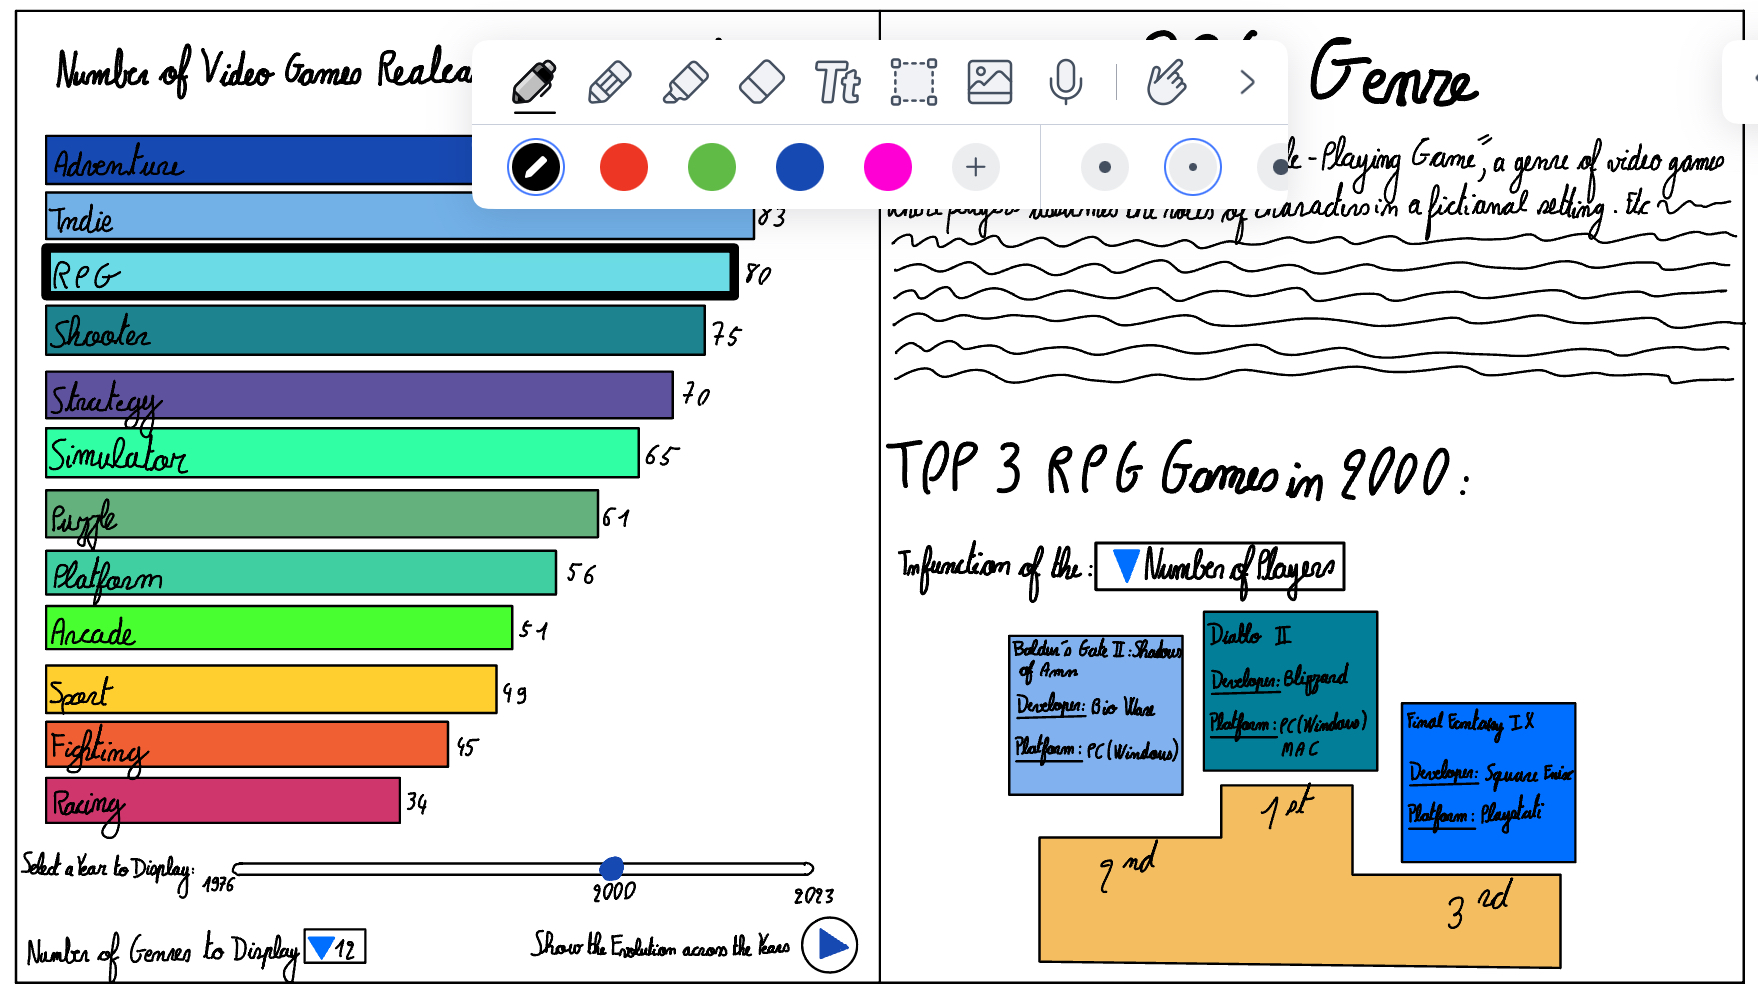 Number of Video Games
Adventure
Indie 83
RPG 80
Shooter 75
Strategy 70
Simulator 65
Puzzle 61
Platform 56
Arcade 51
Sport 49
Fighting 45
Racing 34
Select a Year to Display:
1976 2000 2023
Number of Genres to Display 12
Show the Evolution across the Years
Tt
Genre
-Playing Game", a genre of video games
where players assumes the roles of characters in a fictional setting. Etc
TOP 3 RPG Games in 2000:
In function of the: Number of Players
Baldur's Gate II: Shadows
of Amn
Developer: Bio Ware
Platform: PC (Windows)
Diablo II
Developer: Blizzard
Platform: PC (Windows)
MAC
Final Fantasy IX
Developer: Square Enix
Platform: Playstati
1st
2nd
3rd